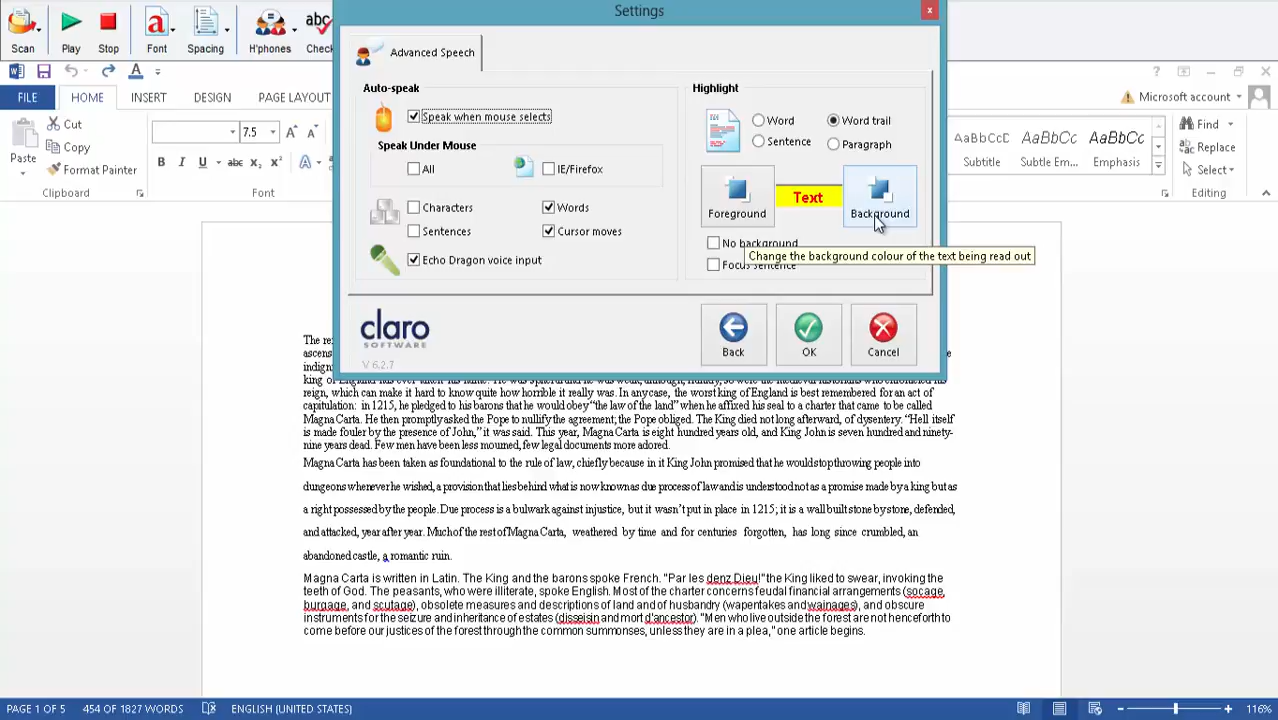 Settings
x
Scan
Play
Stop
Font
Spacing
H'phones
abc
Check
Advanced Speech
Auto-speak
Speak when mouse selects
Speak Under Mouse
All
IE/Firefox
Characters
Words
Sentences
Cursor moves
Echo Dragon voice input
Highlight
Word
Word trail
Sentence
Paragraph
Foreground
Text
Background
No background
Change the background colour of the text being read out
Focus sentence
claro
SOFTWARE
V 6.2.7
Back
OK
Cancel
FILE
HOME
INSERT
DESIGN
PAGE LAYOUT
Microsoft account
Cut
Copy
Paste
Format Painter
Clipboard
7.5
B I U abc x2 x2
Font
AaBbCcD AaBbCc AaBbCc
Subtitle Subtle Em... Emphasis
Find
Replace
Select
Editing
reign, which can make it hard to know quite how horrible it really was. In any case, the worst king of England is best remembered for an act of
capitulation: in 1215, he pledged to his barons that he would obey "the law of the land" when he affixed his seal to a charter that came to be called
Magna Carta. He then promptly asked the Pope to nullify the agreement; the Pope obliged. The King died not long afterward, of dysentery. "Hell itself
is made fouler by the presence of John," it was said. This year, Magna Carta is eight hundred years old, and King John is seven hundred and ninety-
nine years dead. Few men have been less mourned, few legal documents more adored.
Magna Carta has been taken as foundational to the rule of law, chiefly because in it King John promised that he would stop throwing people into
dungeons whenever he wished, a provision that lies behind what is now known as due process of law and is understood not as a promise made by a king but as
a right possessed by the people. Due process is a bulwark against injustice, but it wasn't put in place in 1215; it is a wall built stone by stone, defended,
and attacked, year after year. Much of the rest of Magna Carta, weathered by time and for centuries forgotten, has long since crumbled, an
abandoned castle, a romantic ruin.
Magna Carta is written in Latin. The King and the barons spoke French. "Par les denz Dieu!" the King liked to swear, invoking the
teeth of God. The peasants, who were illiterate, spoke English. Most of the charter concerns feudal financial arrangements (socage,
burgage, and scutage), obsolete measures and descriptions of land and of husbandry (wapentakes and wainages), and obscure
instruments for the seizure and inheritance of estates (disseisin and mort d'ancestor). "Men who live outside the forest are not henceforth to
come before our justices of the forest through the common summonses, unless they are in a plea," one article begins.
PAGE 1 OF 5
454 OF 1827 WORDS
ENGLISH (UNITED STATES)
116%